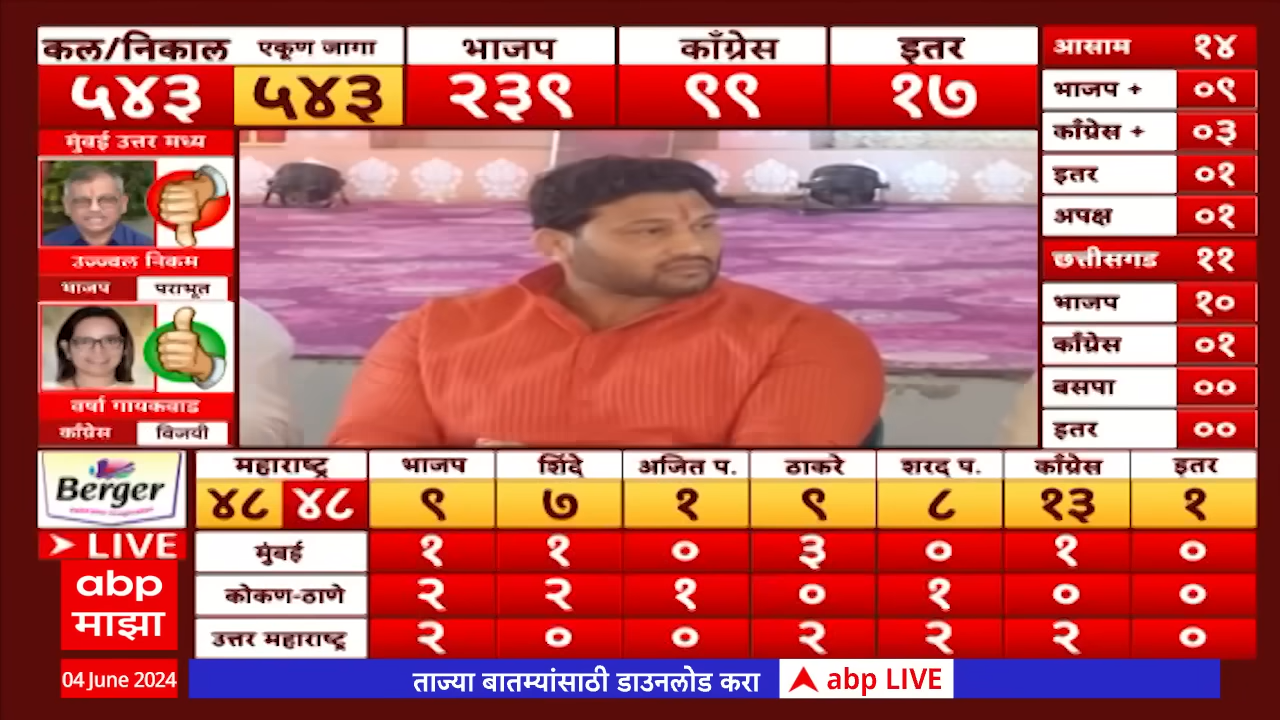 कल/निकाल एकूण जागा भाजप काँग्रेस इतर
५४३ ५४३ २३९ ९९ १७
मुंबई उत्तर मध्य
उज्ज्वल निकम
भाजप पराभूत
वर्षा गायकवाड
काँग्रेस विजयी
आसाम १४
भाजप + ०९
काँग्रेस + ०३
इतर ०१
अपक्ष ०१
छत्तीसगड ११
भाजप १०
काँग्रेस ०१
बसपा ००
इतर ००
Berger
महाराष्ट्र भाजप शिंदे अजित प. ठाकरे शरद प. काँग्रेस इतर
४८ ४८ ९ ७ १ ९ ८ १३ १
मुंबई १ १ ० ३ ० १ ०
कोकण-ठाणे २ २ १ ० १ ० ०
उत्तर महाराष्ट्र २ ० ० २ २ २ ०
LIVE
abp
माझा
04 June 2024
ताज्या बातम्यांसाठी डाउनलोड करा abp LIVE